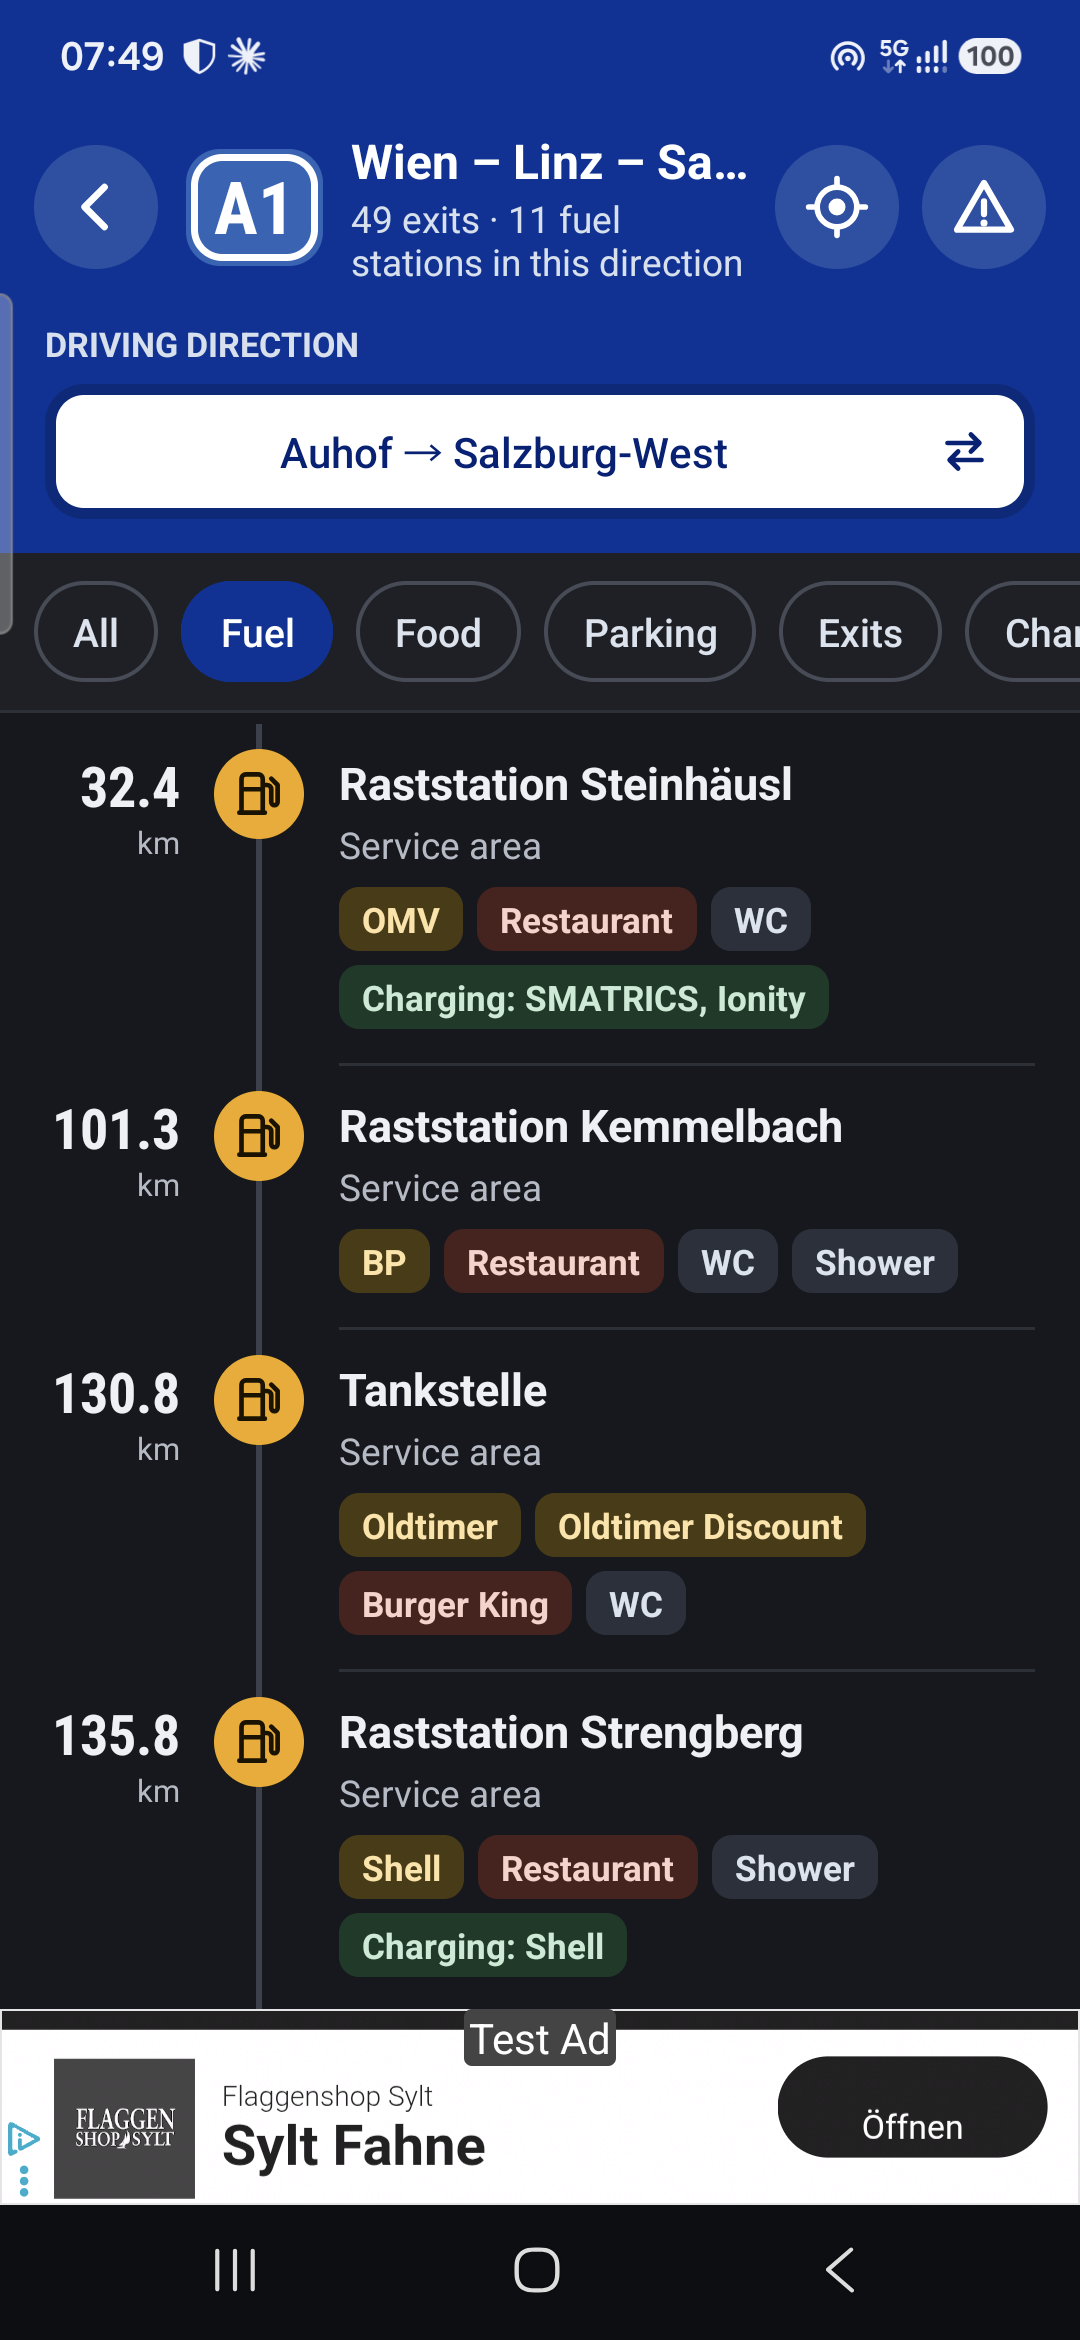 07:49
5G
100
A1
Wien – Linz – Sa...
49 exits · 11 fuel
stations in this direction
DRIVING DIRECTION
Auhof → Salzburg-West
All
Fuel
Food
Parking
Exits
Char
32.4
km
Raststation Steinhäusl
Service area
OMV
Restaurant
WC
Charging: SMATRICS, Ionity
101.3
km
Raststation Kemmelbach
Service area
BP
Restaurant
WC
Shower
130.8
km
Tankstelle
Service area
Oldtimer
Oldtimer Discount
Burger King
WC
135.8
km
Raststation Strengberg
Service area
Shell
Restaurant
Shower
Charging: Shell
Test Ad
FLAGGEN
SHOP SYLT
Flaggenshop Sylt
Sylt Fahne
Öffnen